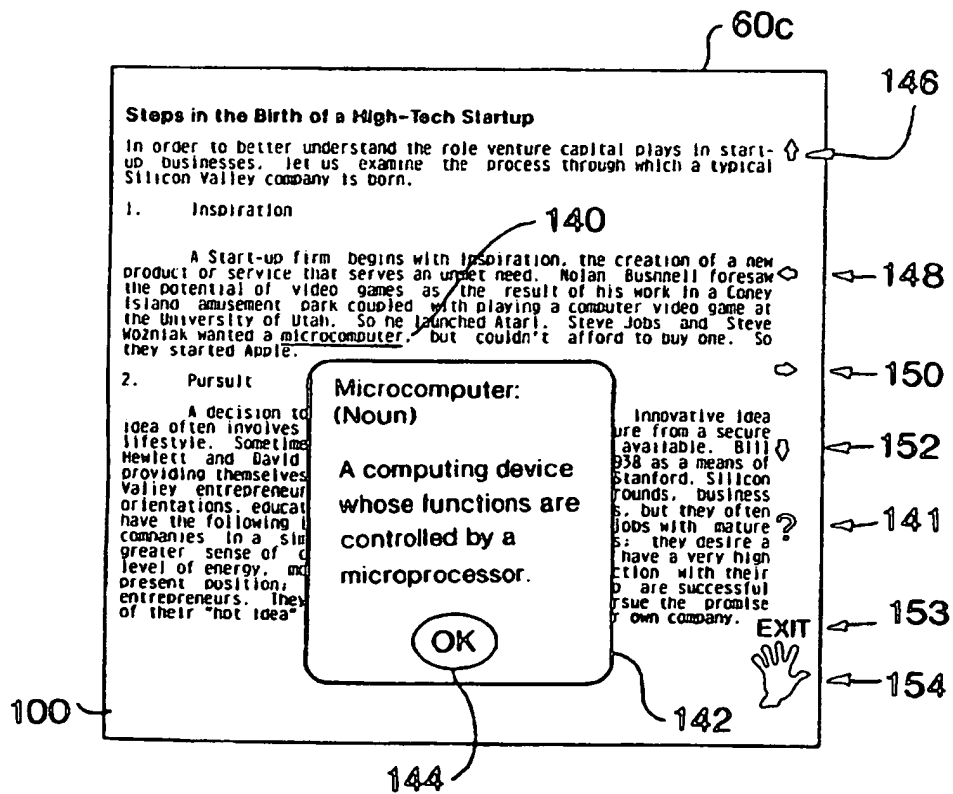 60c
146
Steps in the Birth of a High-Tech Startup
In order to better understand the role venture capital plays in start-
up businesses, let us examine the process through which a typical
Silicon Valley company is born.
1. Inspiration
140
A Start-up firm begins with inspiration, the creation of a new
product or service that serves an unmet need. Nolan Bushnell foresaw
148
the potential of video games as the result of his work in a Coney
Island amusement park coupled with playing a computer video game at
the University of Utah. So he launched Atari. Steve Jobs and Steve
Wozniak wanted a microcomputer, but couldn't afford to buy one. So
they started Apple.
150
2. Pursuit
A decision to innovative idea
idea often involves ure from a secure
lifestyle. Sometime available. Bill
152
Hewlett and David 938 as a means of
providing themselves Stanford. Silicon
Valley entrepreneur rounds, business
orientations, educat s, but they often
have the following jobs with mature
?
141
companies in a sim s; they desire a
greater sense of have a very high
level of energy, mo ction with their
present position; are successful
entrepreneurs. They rsue the promise
of their "hot idea" r own company.
Microcomputer:
(Noun)
A computing device
whose functions are
controlled by a
microprocessor.
OK
EXIT
153
154
100
142
144